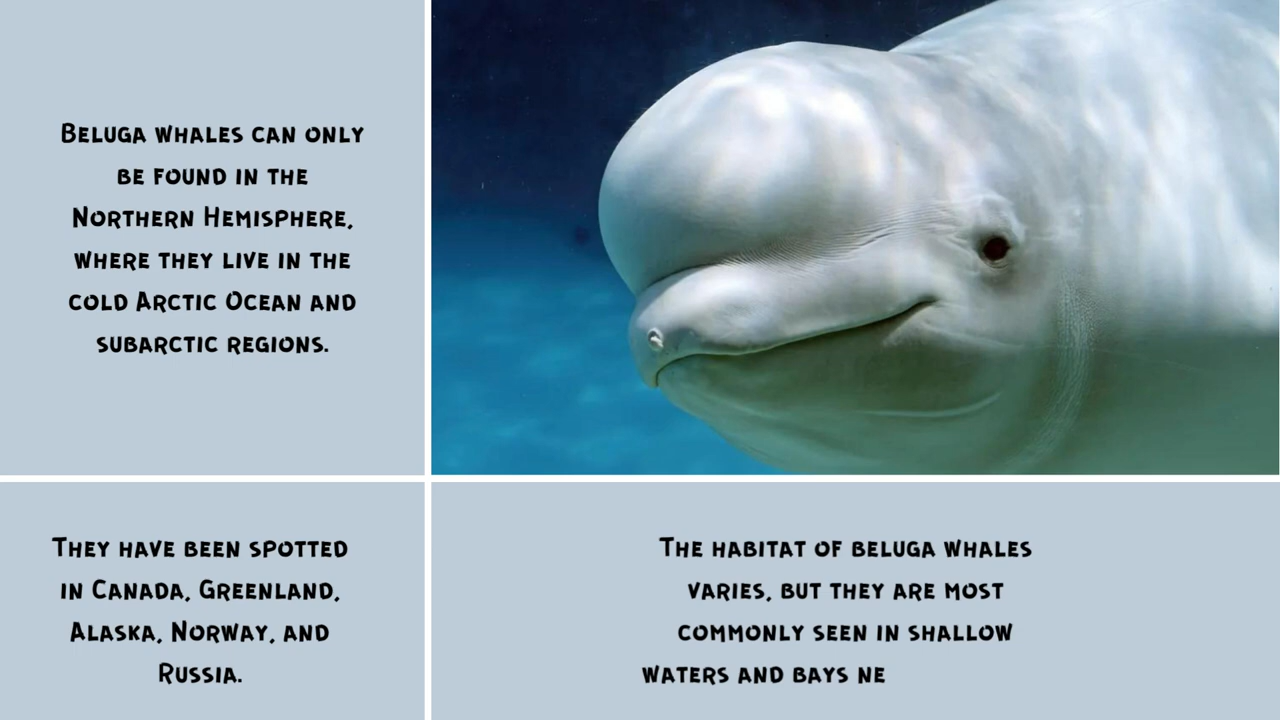 Beluga whales can only
be found in the
Northern Hemisphere,
where they live in the
cold Arctic Ocean and
subarctic regions.
They have been spotted
in Canada, Greenland,
Alaska, Norway, and
Russia.
The habitat of beluga whales
varies, but they are most
commonly seen in shallow
waters and bays ne